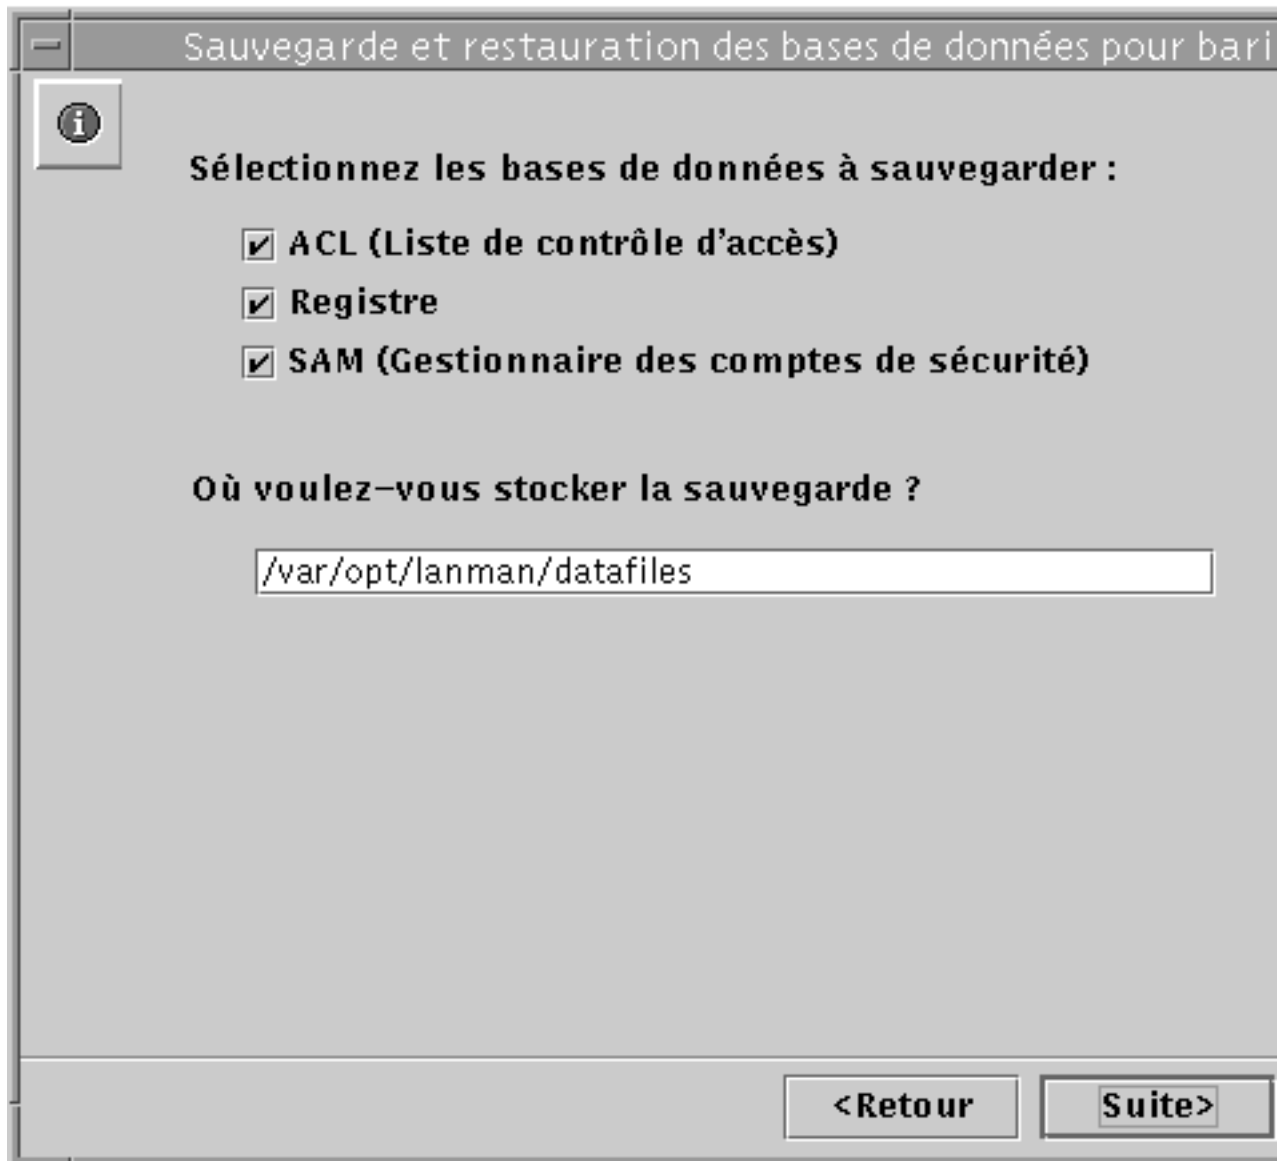 Sauvegarde et restauration des bases de données pour bari
Sélectionnez les bases de données à sauvegarder :
ACL (Liste de contrôle d'accès)
Registre
SAM (Gestionnaire des comptes de sécurité)
Où voulez-vous stocker la sauvegarde ?
/var/opt/lanman/datafiles
<Retour
Suite>